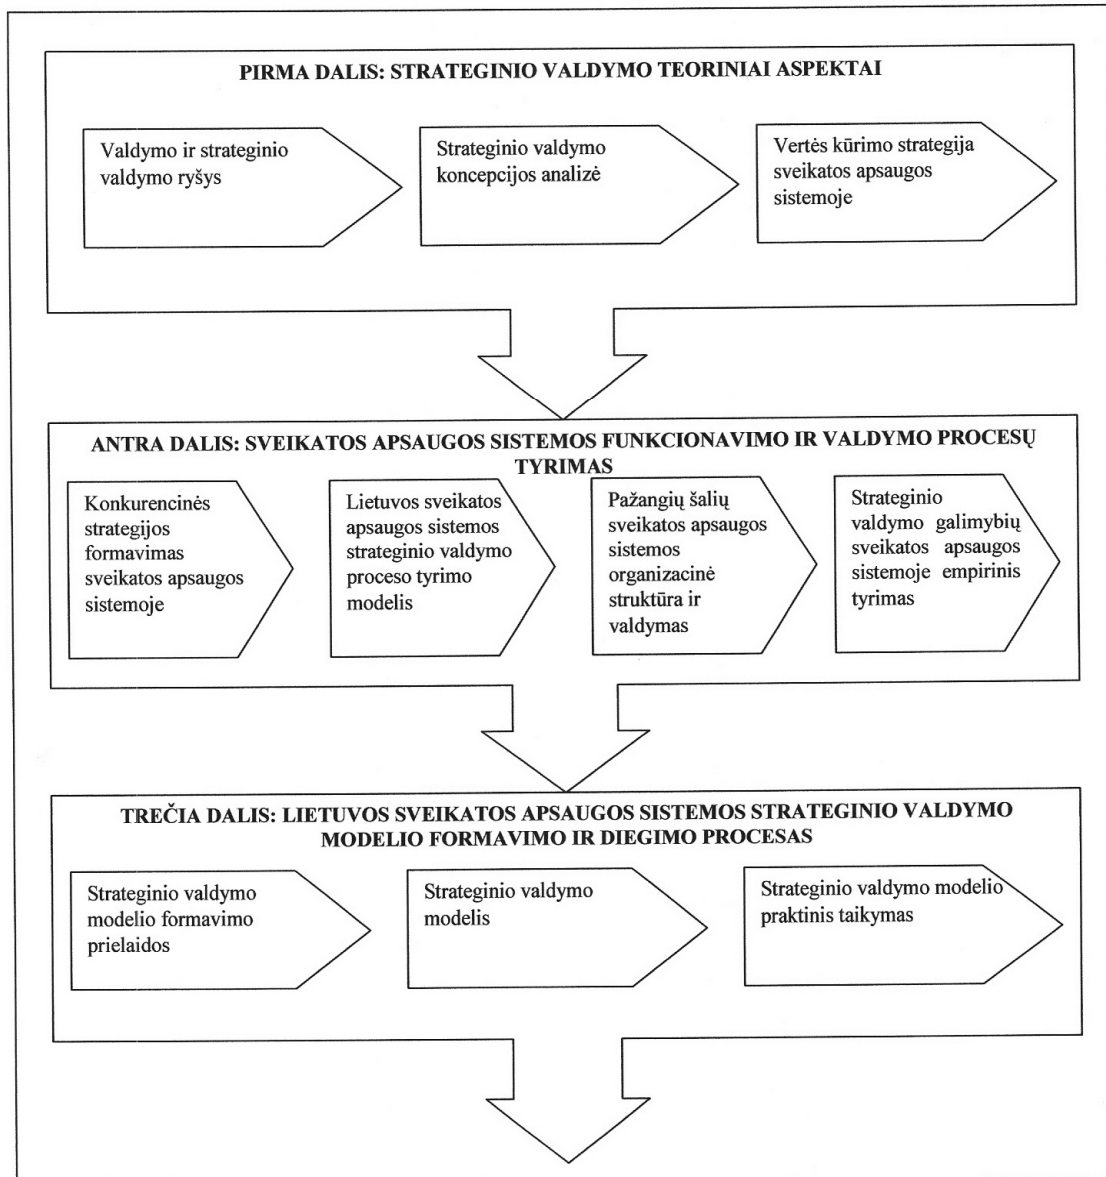 PIRMA DALIS: STRATEGINIO VALDYMO TEORINIAI ASPEKTAI
Valdymo ir strateginio
valdymo ryšys
Strateginio valdymo
koncepcijos analizė
Vertės kūrimo strategija
sveikatos apsaugos
sistemoje
ANTRA DALIS: SVEIKATOS APSAUGOS SISTEMOS FUNKCIONAVIMO IR VALDYMO PROCESŲ
TYRIMAS
Konkurencinės
strategijos
formavimas
sveikatos apsaugos
sistemoje
Lietuvos sveikatos
apsaugos sistemos
strateginio valdymo
proceso tyrimo
modelis
Pažangių šalių
sveikatos apsaugos
sistemos
organizacinė
struktūra ir
valdymas
Strateginio
valdymo galimybių
sveikatos apsaugos
sistemoje empirinis
tyrimas
TREČIA DALIS: LIETUVOS SVEIKATOS APSAUGOS SISTEMOS STRATEGINIO VALDYMO
MODELIO FORMAVIMO IR DIEGIMO PROCESAS
Strateginio valdymo
modelio formavimo
prielaidos
Strateginio valdymo
modelis
Strateginio valdymo modelio
praktinis taikymas